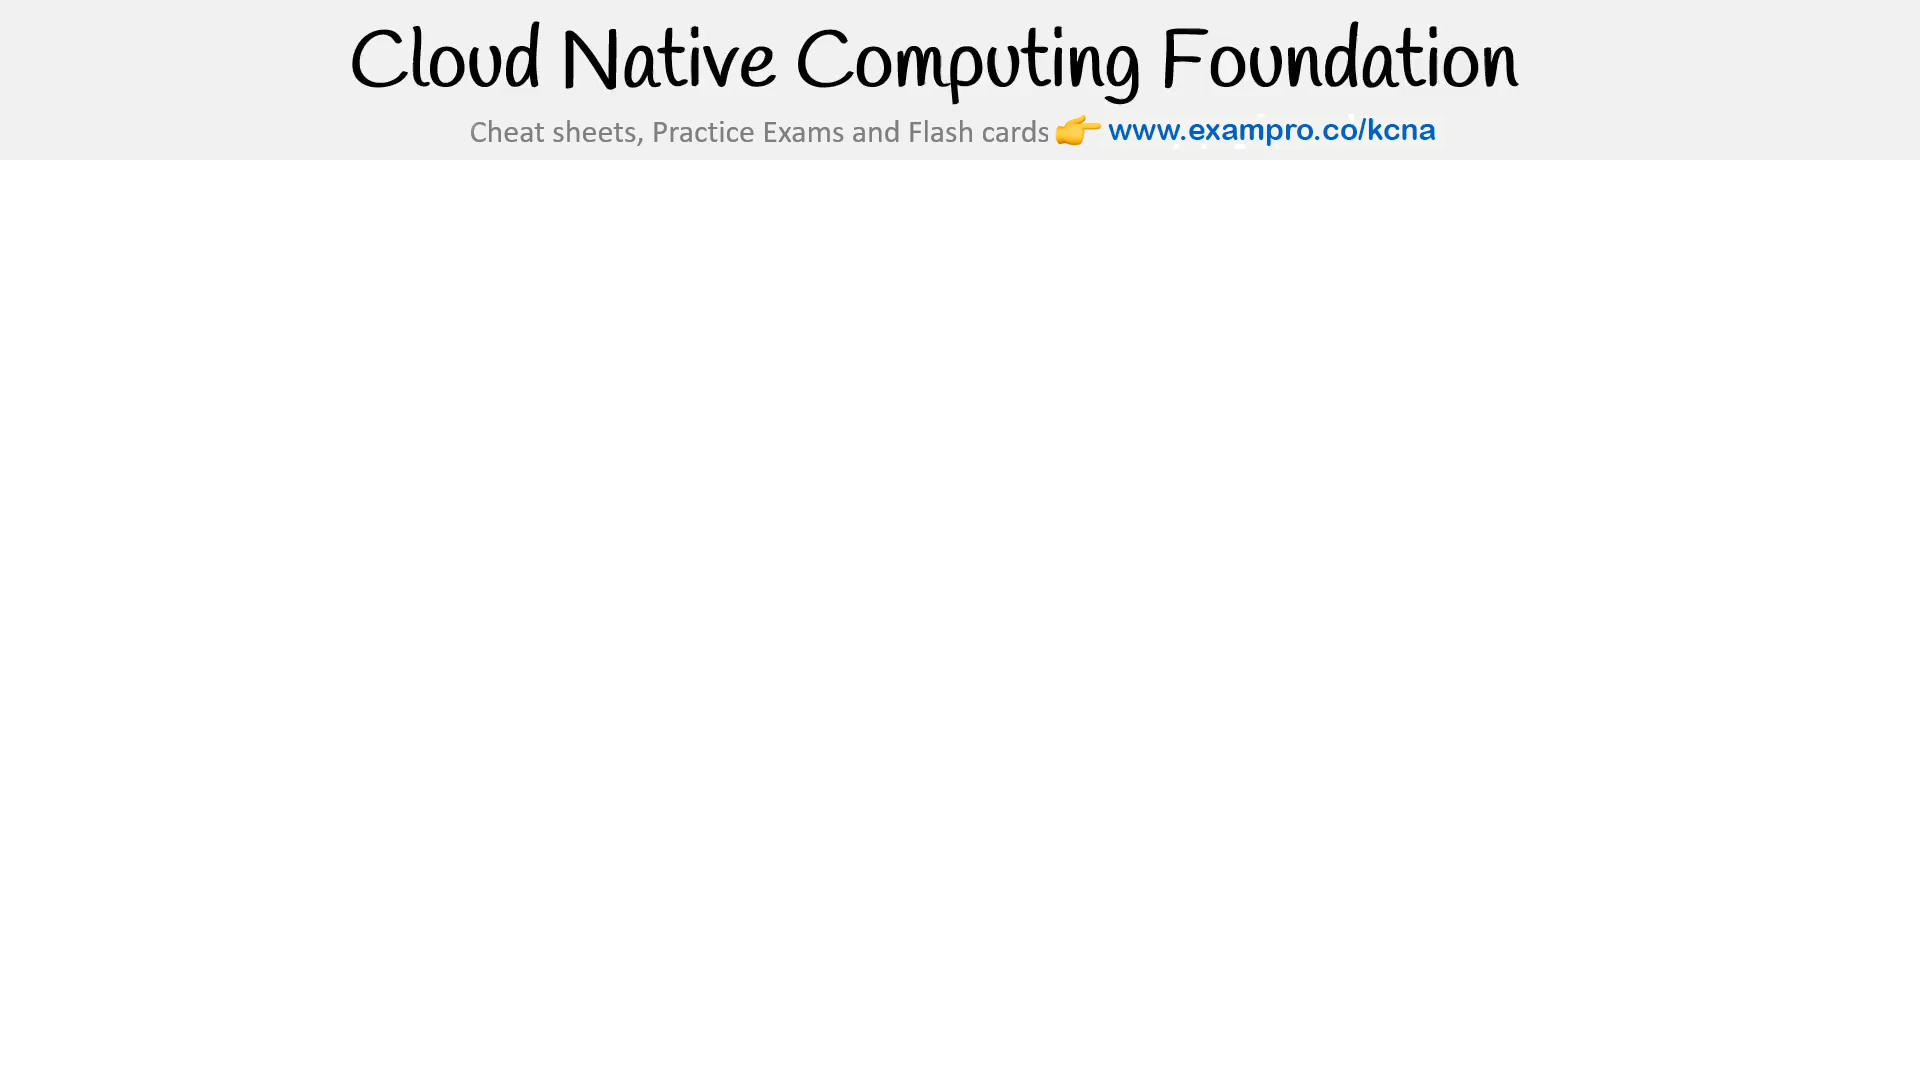 Cloud Native Computing Foundation
Cheat sheets, Practice Exams and Flash cards 👉 www.exampro.co/kcna